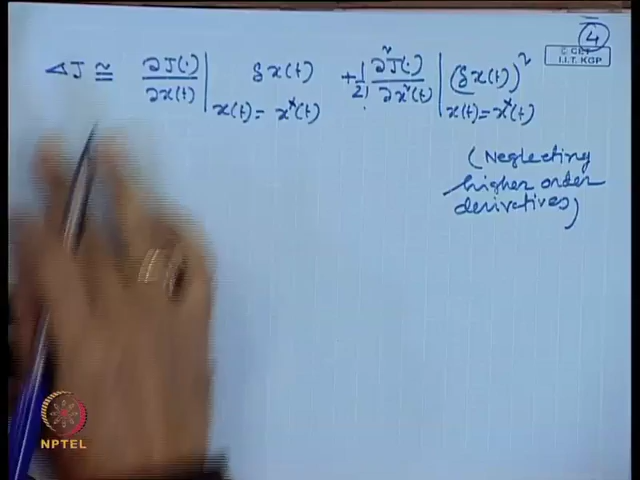 4
© CET
I.I.T. KGP
ΔJ ≅ ∂J(·)/∂x(t) |x(t) = x*(t) δx(t) + 1/2! ∂²J(·)/∂x²(t) |x(t) = x*(t) (δx(t))²
(Neglecting
higher order
derivatives)
NPTEL